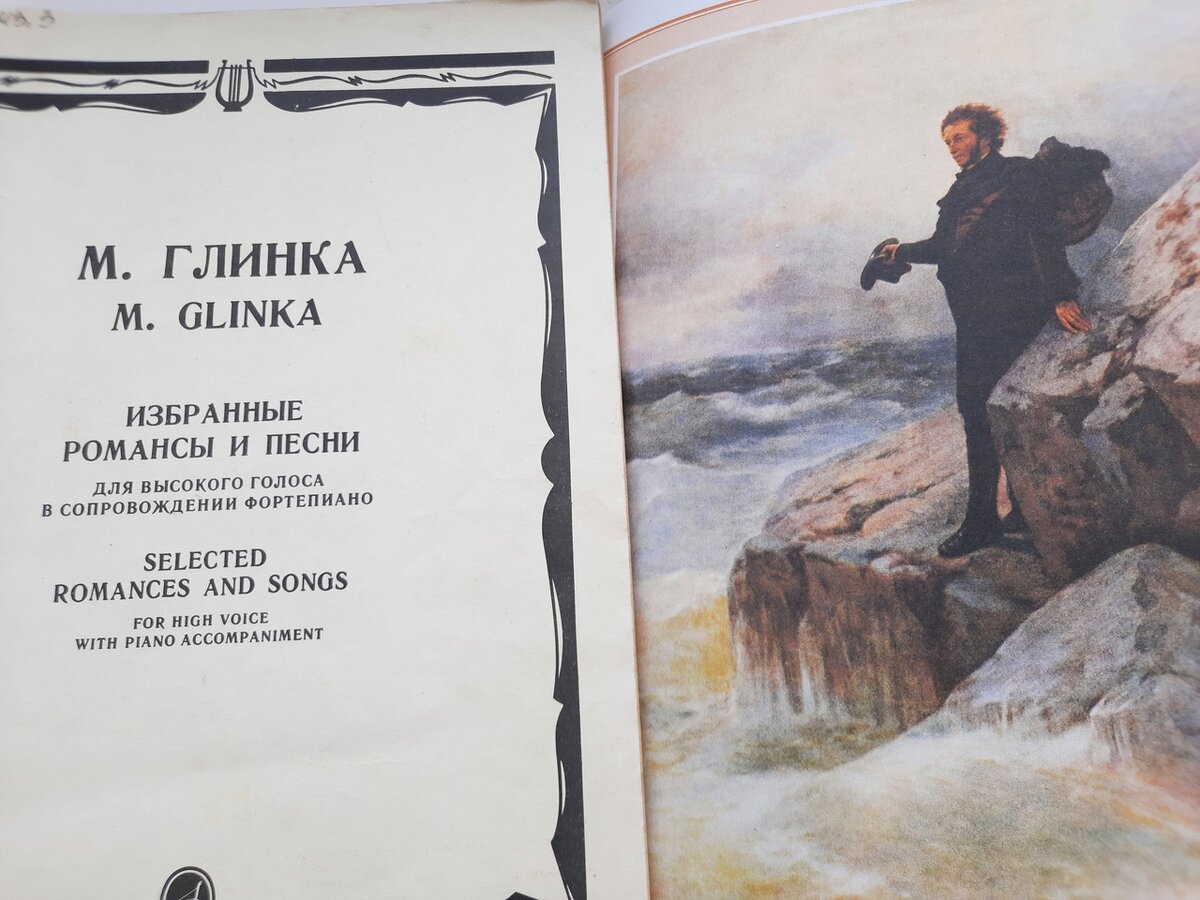 М. ГЛИНКА
M. GLINKA
ИЗБРАННЫЕ
РОМАНСЫ И ПЕСНИ
ДЛЯ ВЫСОКОГО ГОЛОСА
В СОПРОВОЖДЕНИИ ФОРТЕПИАНО
SELECTED
ROMANCES AND SONGS
FOR HIGH VOICE
WITH PIANO ACCOMPANIMENT